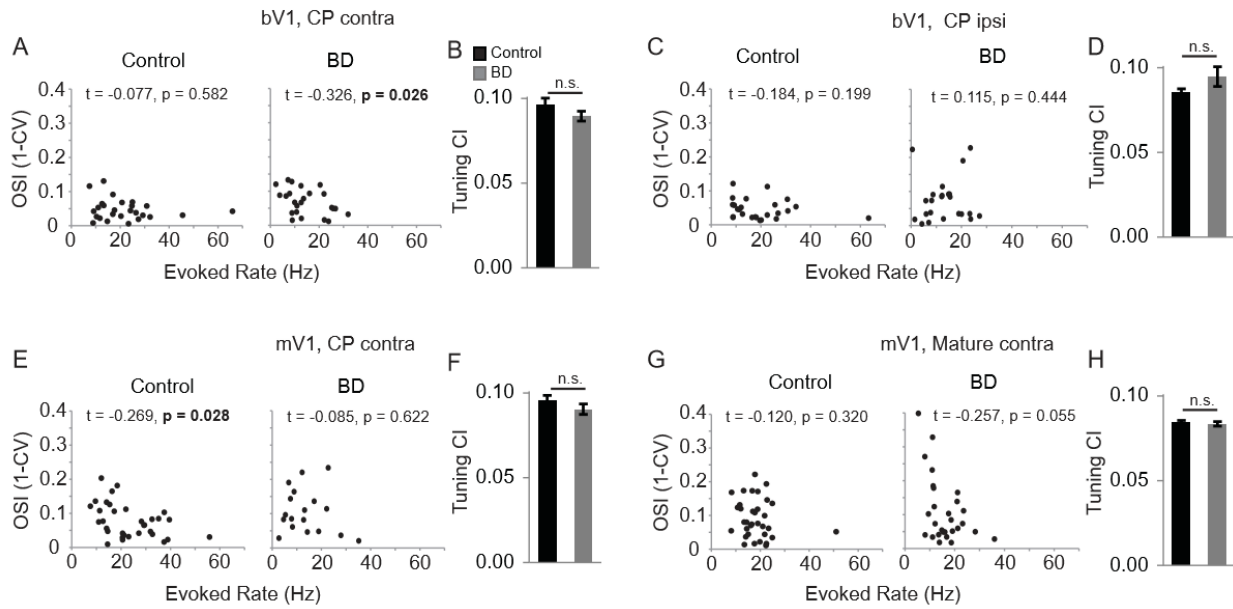 bV1, CP contra
A
Control
BD
t = -0.077, p = 0.582
t = -0.326, p = 0.026
OSI (1-CV)
0.4
0.3
0.2
0.1
0
0 20 40 60
0 20 40 60
Evoked Rate (Hz)
B
Control
BD
n.s.
Tuning CI
0.10
0.05
0.00
bV1, CP ipsi
C
Control
BD
t = -0.184, p = 0.199
t = 0.115, p = 0.444
OSI (1-CV)
0.4
0.3
0.2
0.1
0
0 20 40 60
0 20 40 60
Evoked Rate (Hz)
D
n.s.
Tuning CI
0.10
0.05
0.00
mV1, CP contra
E
Control
BD
t = -0.269, p = 0.028
t = -0.085, p = 0.622
OSI (1-CV)
0.4
0.3
0.2
0.1
0
0 20 40 60
0 20 40 60
Evoked Rate (Hz)
F
n.s.
Tuning CI
0.10
0.05
0.00
mV1, Mature contra
G
Control
BD
t = -0.120, p = 0.320
t = -0.257, p = 0.055
OSI (1-CV)
0.4
0.3
0.2
0.1
0
0 20 40 60
0 20 40 60
Evoked Rate (Hz)
H
n.s.
Tuning CI
0.10
0.05
0.00